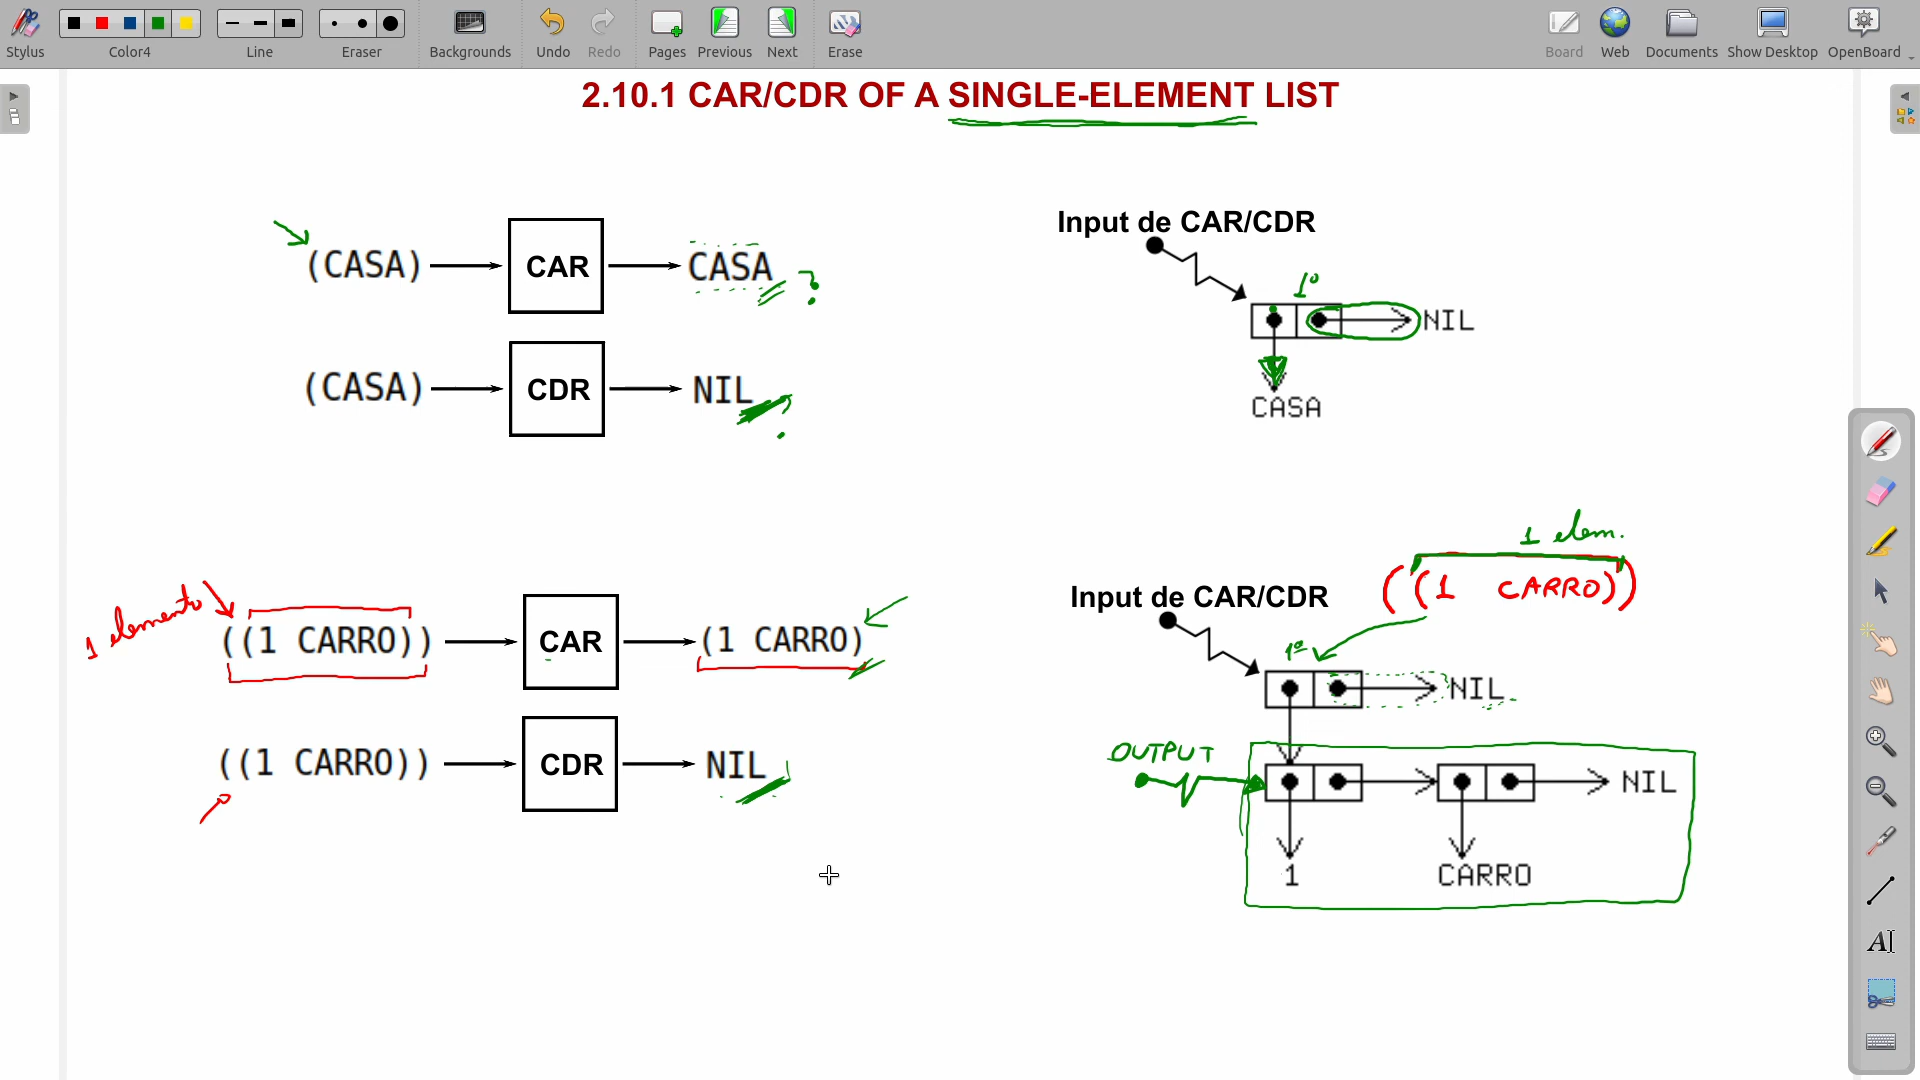 Stylus Color4 Line Eraser Backgrounds Undo Redo Pages Previous Next Erase Board Web Documents Show Desktop OpenBoard
2.10.1 CAR/CDR OF A SINGLE-ELEMENT LIST
(CASA) CAR CASA ?
(CASA) CDR NIL ?
Input de CAR/CDR
1º
NIL
CASA
1 elemento
((1 CARRO)) CAR (1 CARRO)
((1 CARRO)) CDR NIL
1 elem.
((1 CARRO))
Input de CAR/CDR
1º
NIL
OUTPUT
NIL
1 CARRO